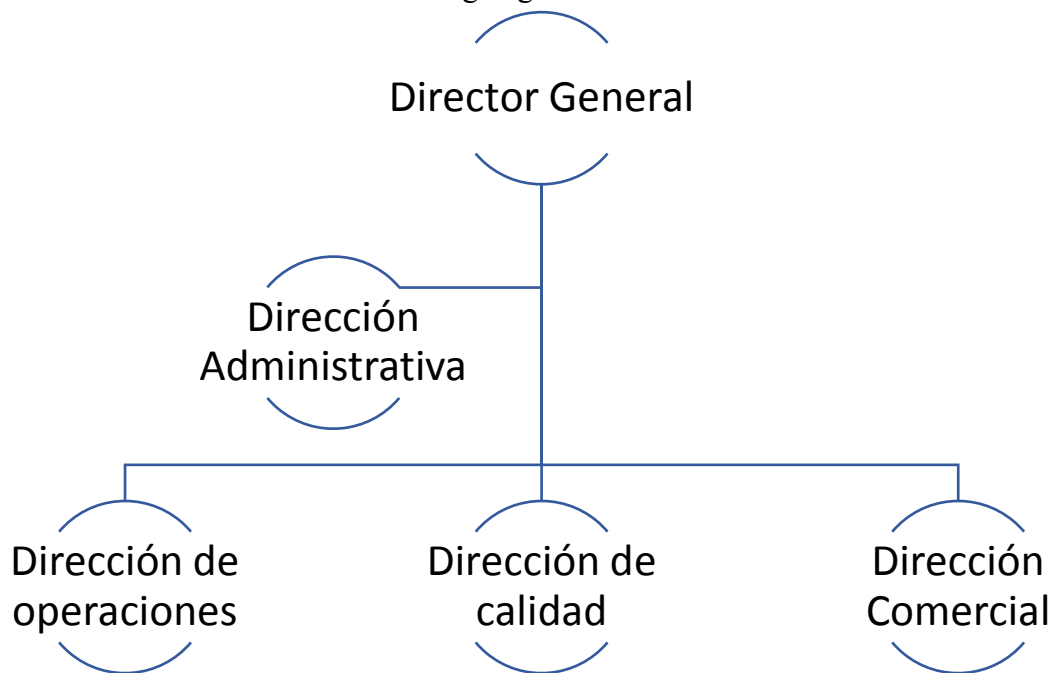 Director General
Dirección
Administrativa
Dirección de
operaciones
Dirección de
calidad
Dirección
Comercial